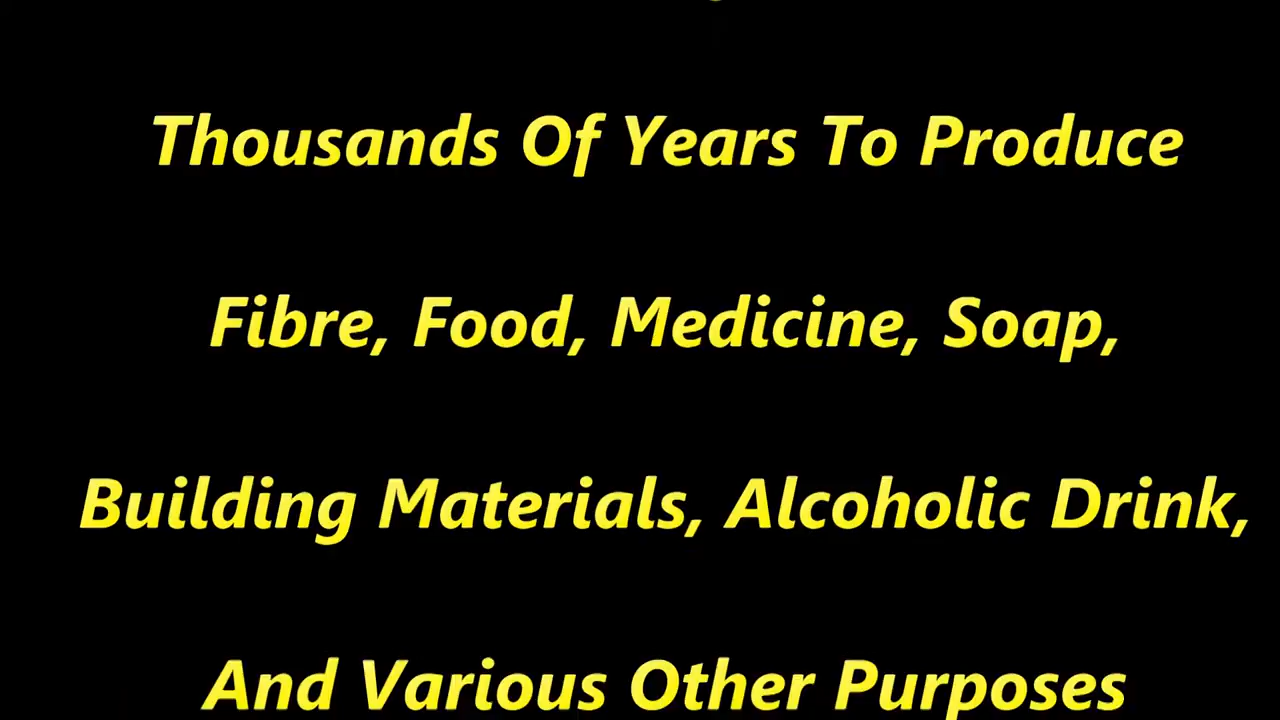 Thousands Of Years To Produce
Fibre, Food, Medicine, Soap,
Building Materials, Alcoholic Drink,
And Various Other Purposes